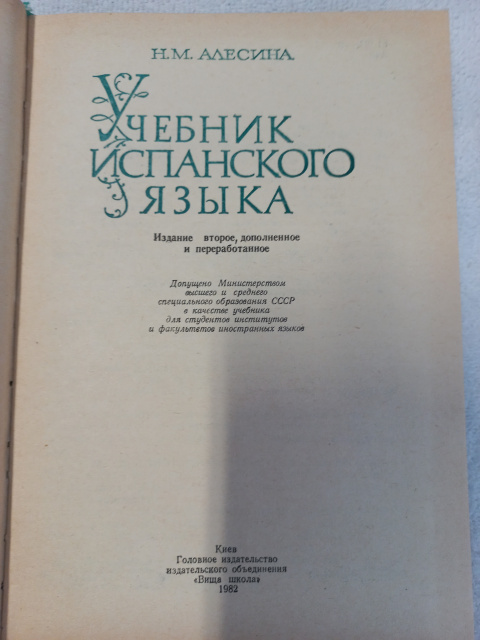 Н. М. АЛЕСИНА
УЧЕБНИК
ИСПАНСКОГО
ЯЗЫКА
Издание второе, дополненное
и переработанное
Допущено Министерством
высшего и среднего
специального образования СССР
в качестве учебника
для студентов институтов
и факультетов иностранных языков
Киев
Головное издательство
издательского объединения
«Вища школа»
1982